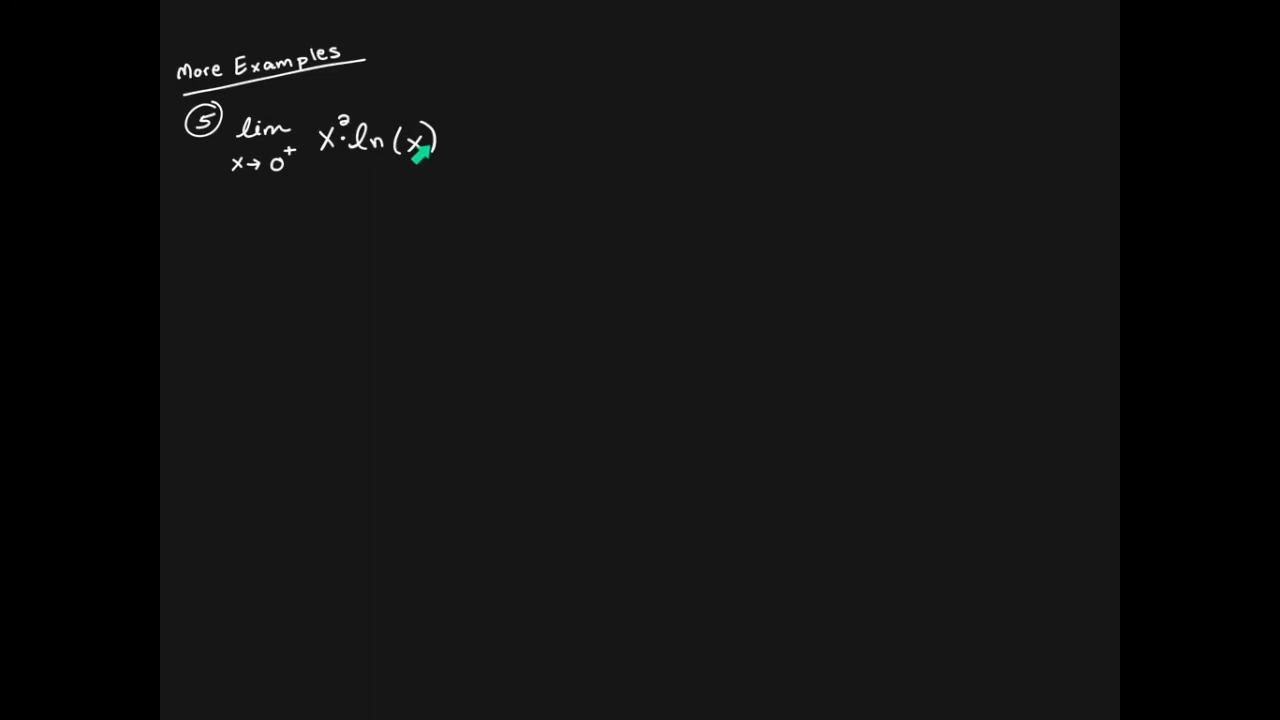 More Examples
⑤ lim x→0⁺ x²·ln(x)